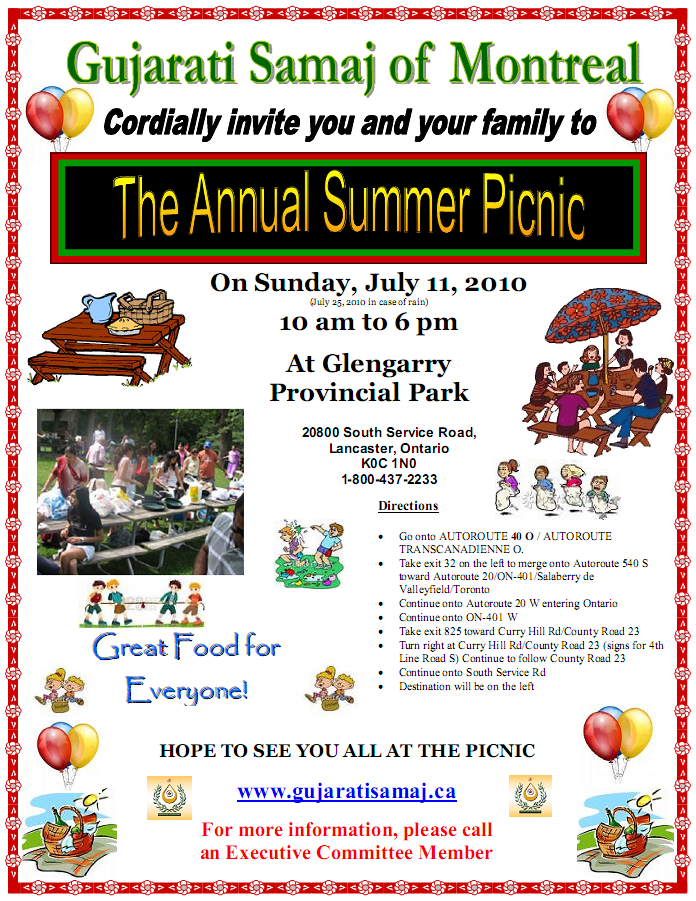 Gujarati Samaj of Montreal
Cordially invite you and your family to
The Annual Summer Picnic
On Sunday, July 11, 2010
(July 25, 2010 in case of rain)
10 am to 6 pm
At Glengarry
Provincial Park
20800 South Service Road,
Lancaster, Ontario
K0C 1N0
1-800-437-2233
Directions
• Go onto AUTOROUTE 40 O / AUTOROUTE
TRANSCANADIENNE O.
• Take exit 32 on the left to merge onto Autoroute 540 S
toward Autoroute 20/ON-401/Salaberry de
Valleyfield/Toronto
• Continue onto Autoroute 20 W entering Ontario
• Continue onto ON-401 W
• Take exit 825 toward Curry Hill Rd/County Road 23
• Turn right at Curry Hill Rd/County Road 23 (signs for 4th
Line Road S) Continue to follow County Road 23
• Continue onto South Service Rd
• Destination will be on the left
Great Food for
Everyone!
HOPE TO SEE YOU ALL AT THE PICNIC
www.gujaratisamaj.ca
For more information, please call
an Executive Committee Member